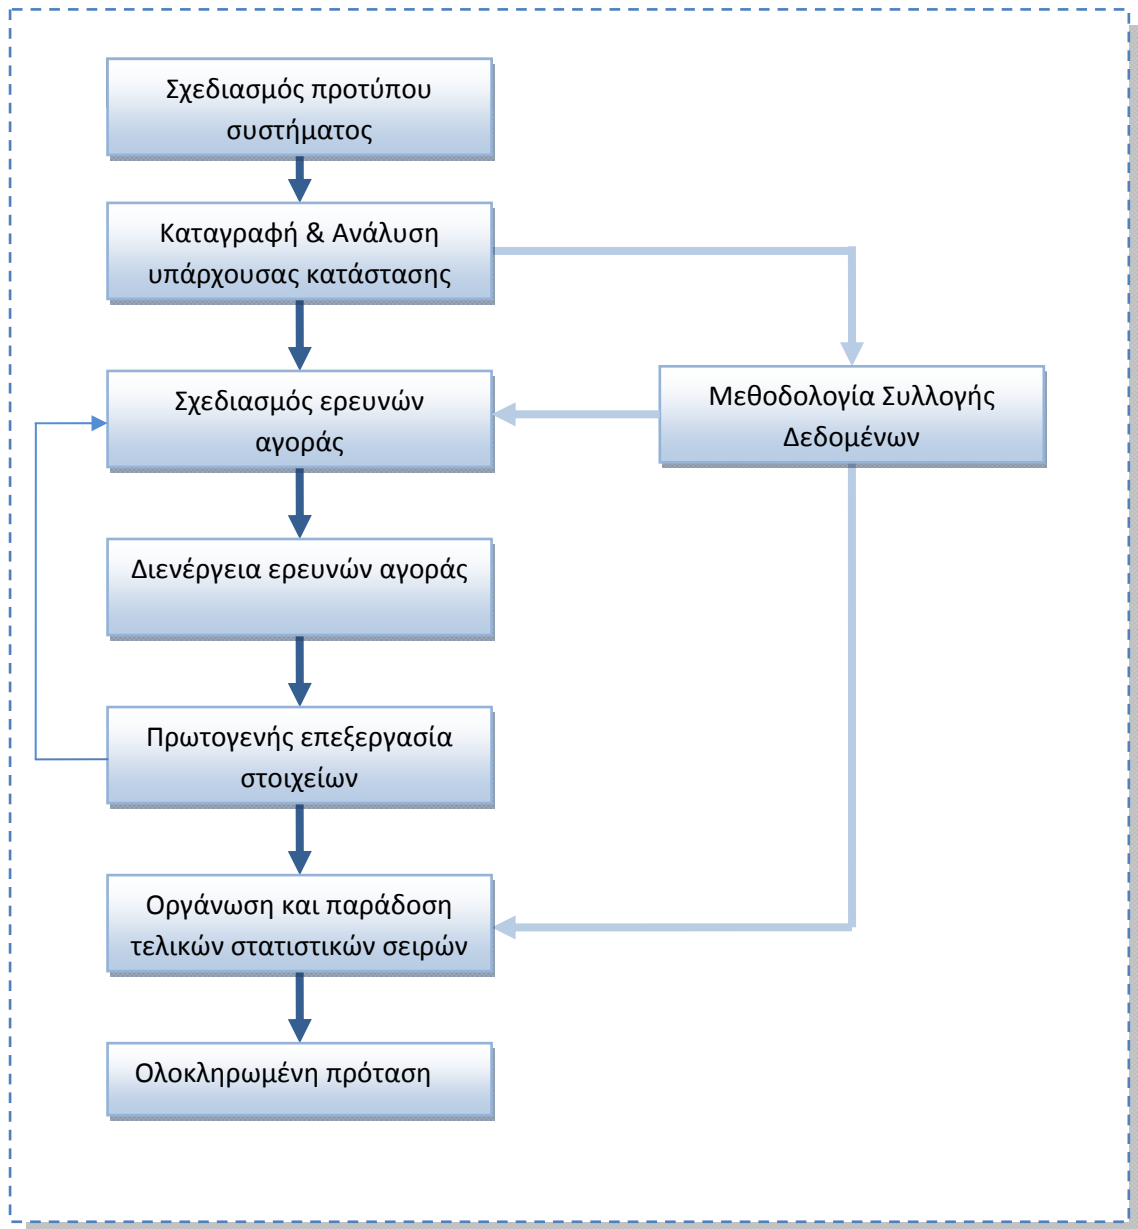 Σχεδιασμός προτύπου
συστήματος
Καταγραφή & Ανάλυση
υπάρχουσας κατάστασης
Σχεδιασμός ερευνών
αγοράς
Μεθοδολογία Συλλογής
Δεδομένων
Διενέργεια ερευνών αγοράς
Πρωτογενής επεξεργασία
στοιχείων
Οργάνωση και παράδοση
τελικών στατιστικών σειρών
Ολοκληρωμένη πρόταση